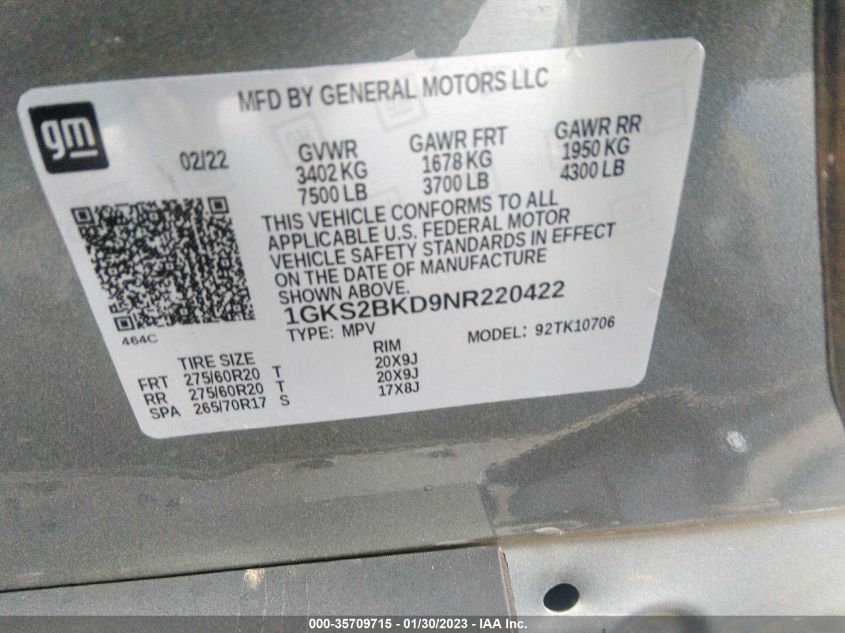 MFD BY GENERAL MOTORS LLC
gm
02/22
GVWR
3402 KG
7500 LB
GAWR FRT
1678 KG
3700 LB
GAWR RR
1950 KG
4300 LB
THIS VEHICLE CONFORMS TO ALL
APPLICABLE U.S. FEDERAL MOTOR
VEHICLE SAFETY STANDARDS IN EFFECT
ON THE DATE OF MANUFACTURE
SHOWN ABOVE.
1GKS2BKD9NR220422
TYPE: MPV
MODEL: 92TK10706
464C
TIRE SIZE
RIM
FRT 275/60R20 T 20X9J
RR 275/60R20 T 20X9J
SPA 265/70R17 S 17X8J
000-35709715 - 01/30/2023 - IAA Inc.